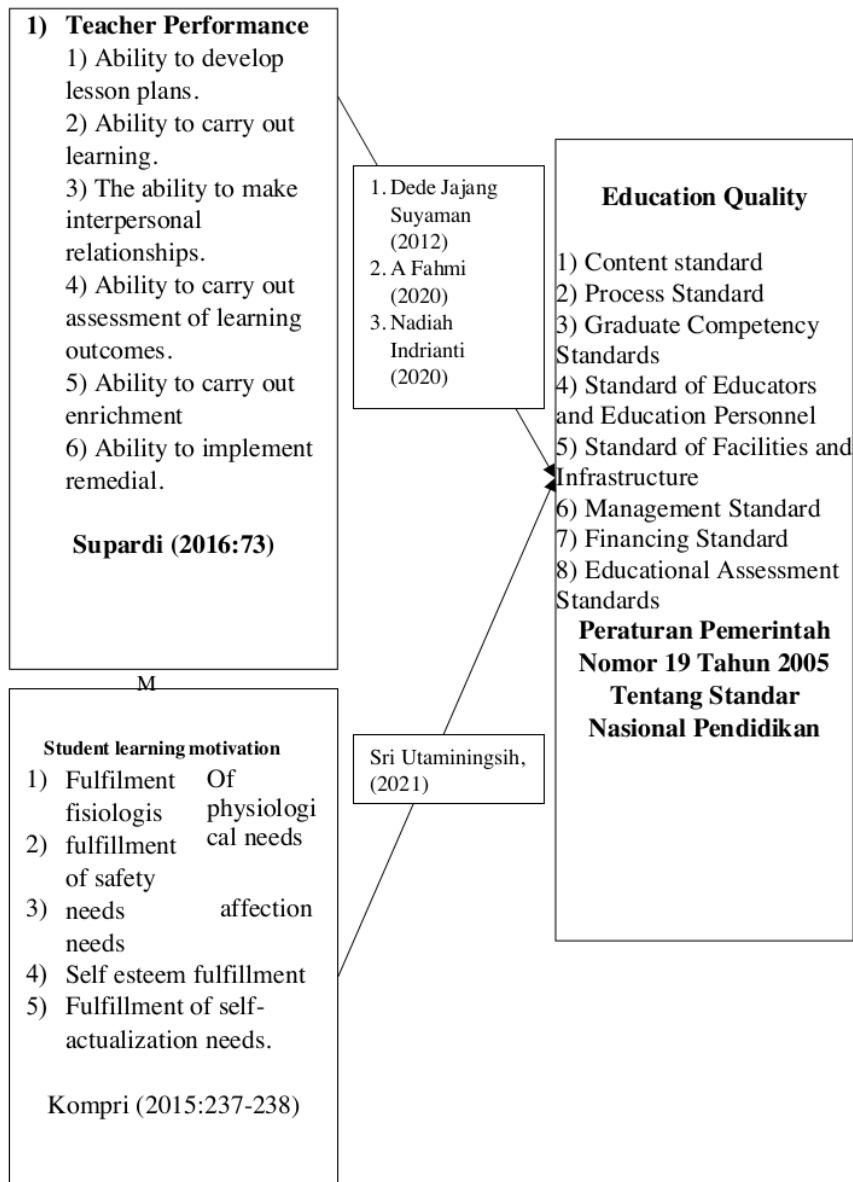 1) Teacher Performance
1) Ability to develop
lesson plans.
2) Ability to carry out
learning.
3) The ability to make
interpersonal
relationships.
4) Ability to carry out
assessment of learning
outcomes.
5) Ability to carry out
enrichment
6) Ability to implement
remedial.
Supardi (2016:73)
M
Student learning motivation
1) Fulfilment Of
fisiologis physiologi
2) fulfillment cal needs
of safety
3) needs affection
needs
4) Self esteem fulfillment
5) Fulfillment of self-
actualization needs.
Kompri (2015:237-238)
1. Dede Jajang
Suyaman
(2012)
2. A Fahmi
(2020)
3. Nadiah
Indrianti
(2020)
Sri Utaminingsih,
(2021)
Education Quality
1) Content standard
2) Process Standard
3) Graduate Competency
Standards
4) Standard of Educators
and Education Personnel
5) Standard of Facilities and
Infrastructure
6) Management Standard
7) Financing Standard
8) Educational Assessment
Standards
Peraturan Pemerintah
Nomor 19 Tahun 2005
Tentang Standar
Nasional Pendidikan